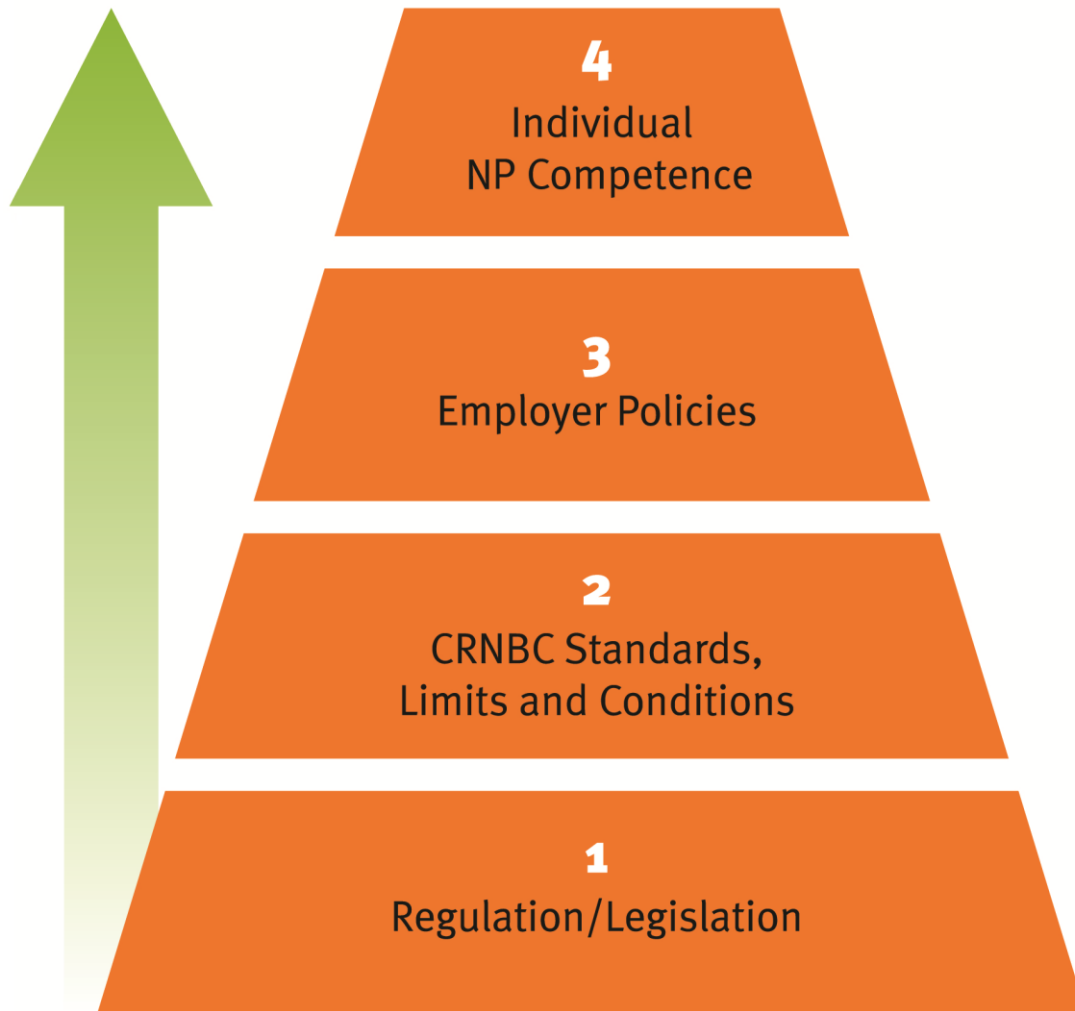 4
Individual
NP Competence
3
Employer Policies
2
CRNBC Standards,
Limits and Conditions
1
Regulation/Legislation